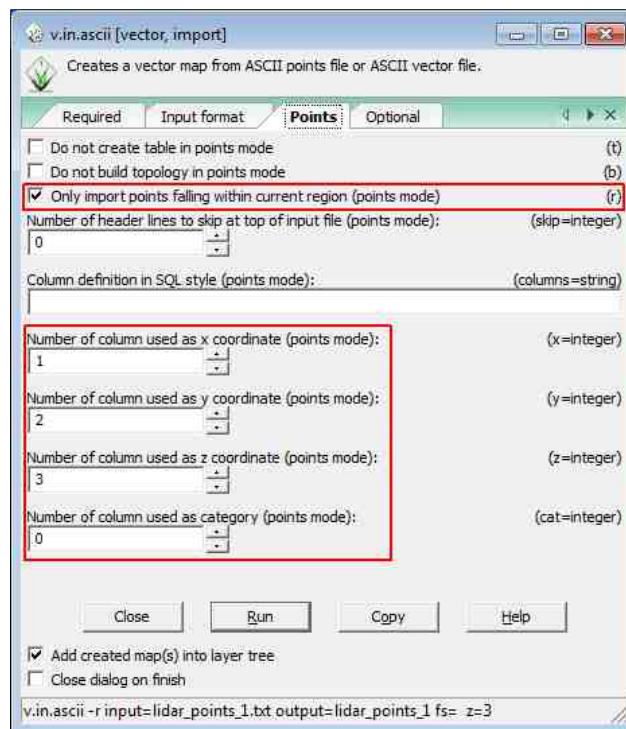 v.in.ascii [vector, import]
Creates a vector map from ASCII points file or ASCII vector file.
Required Input format Points Optional
Do not create table in points mode (t)
Do not build topology in points mode (b)
Only import points falling within current region (points mode) (r)
Number of header lines to skip at top of input file (points mode): (skip=integer)
0
Column definition in SQL style (points mode): (columns=string)
Number of column used as x coordinate (points mode): (x=integer)
1
Number of column used as y coordinate (points mode): (y=integer)
2
Number of column used as z coordinate (points mode): (z=integer)
3
Number of column used as category (points mode): (cat=integer)
0
Close Run Copy Help
Add created map(s) into layer tree
Close dialog on finish
v.in.ascii -r input=lidar_points_1.txt output=lidar_points_1 fs= z=3